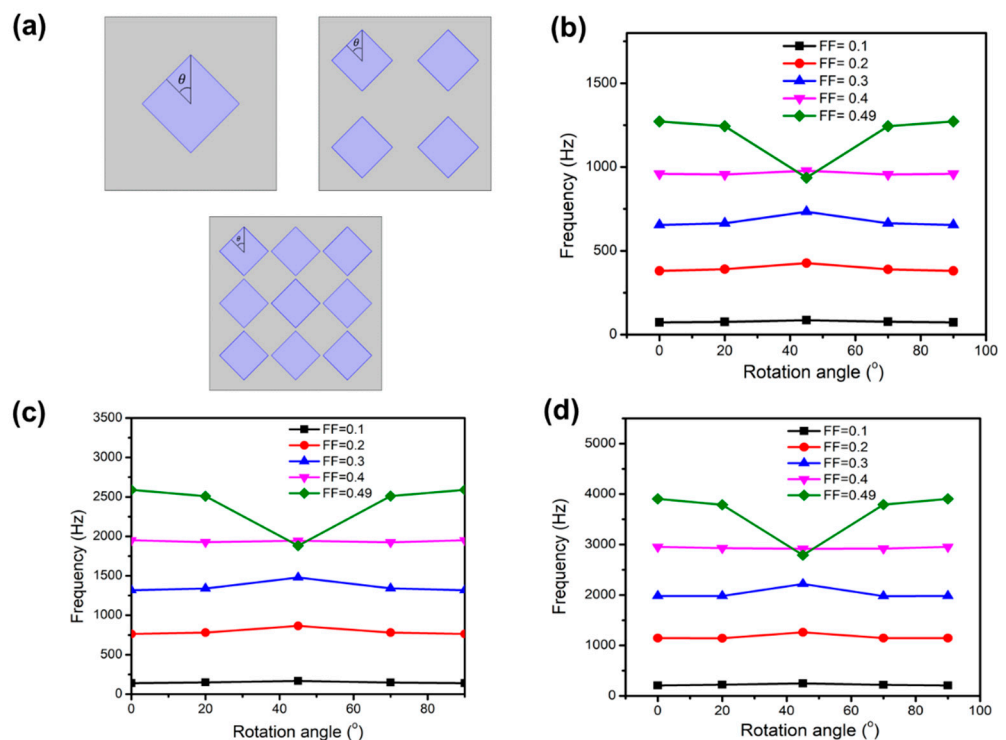 (a)
θ
θ
θ
(b)
FF= 0.1
FF= 0.2
FF= 0.3
FF= 0.4
FF= 0.49
1500
1000
500
0
Frequency (Hz)
0 20 40 60 80 100
Rotation angle (°)
(c)
FF=0.1
FF=0.2
FF=0.3
FF=0.4
FF=0.49
3500
3000
2500
2000
1500
1000
500
0
Frequency (Hz)
0 20 40 60 80
Rotation angle (°)
(d)
FF=0.1
FF=0.2
FF=0.3
FF=0.4
FF=0.49
5000
4000
3000
2000
1000
0
Frequency (Hz)
0 20 40 60 80 100
Rotation angle (°)